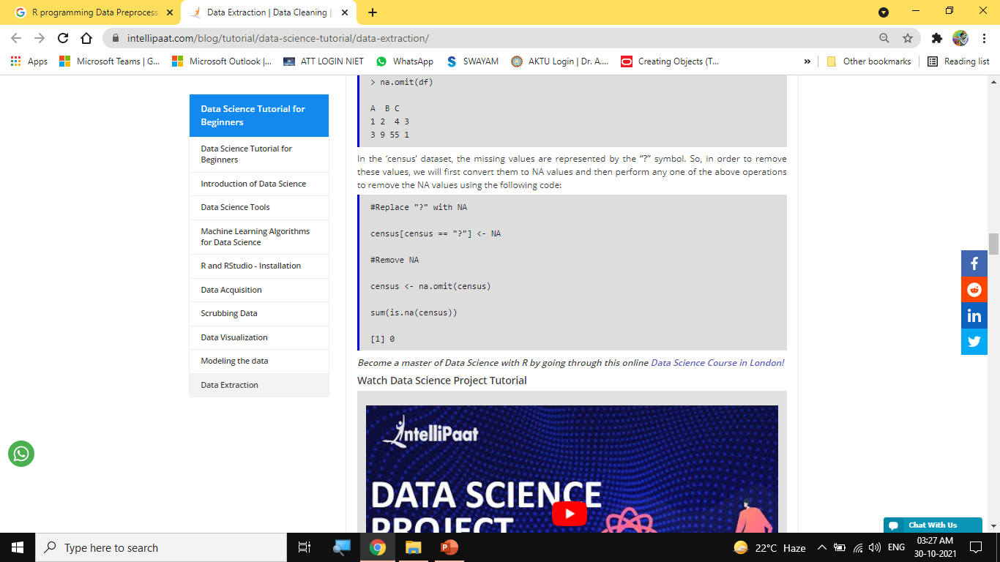 R programming Data Preprocess
Data Extraction | Data Cleaning |
intellipaat.com/blog/tutorial/data-science-tutorial/data-extraction/
Apps
Microsoft Teams | G...
Microsoft Outlook |...
ATT LOGIN NIET
WhatsApp
SWAYAM
AKTU Login | Dr. A....
Creating Objects (T...
»
Other bookmarks
Reading list
Data Science Tutorial for
Beginners
Data Science Tutorial for
Beginners
Introduction of Data Science
Data Science Tools
Machine Learning Algorithms
for Data Science
R and RStudio - Installation
Data Acquisition
Scrubbing Data
Data Visualization
Modeling the data
Data Extraction
> na.omit(df)
A B C
1 2 4 3
3 9 55 1
In the ‘census’ dataset, the missing values are represented by the “?” symbol. So, in order to remove
these values, we will first convert them to NA values and then perform any one of the above operations
to remove the NA values using the following code:
#Replace "?" with NA
census[census == "?"] <- NA
#Remove NA
census <- na.omit(census)
sum(is.na(census))
[1] 0
Become a master of Data Science with R by going through this online Data Science Course in London!
Watch Data Science Project Tutorial
IntelliPaat
DATA SCIENCE
PROJECT
Chat With Us
Type here to search
22°C Haze
ENG
03:27 AM
30-10-2021